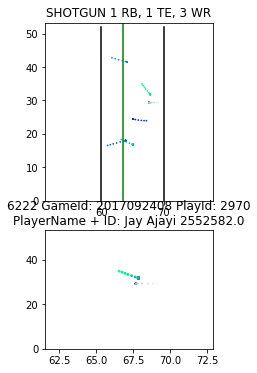 SHOTGUN 1 RB, 1 TE, 3 WR
50
40
30
20
10
0
60 70
6222 GameId: 2017092408 PlayId: 2970
PlayerName + ID: Jay Ajayi 2552582.0
40
20
0
62.5 65.0 67.5 70.0 72.5